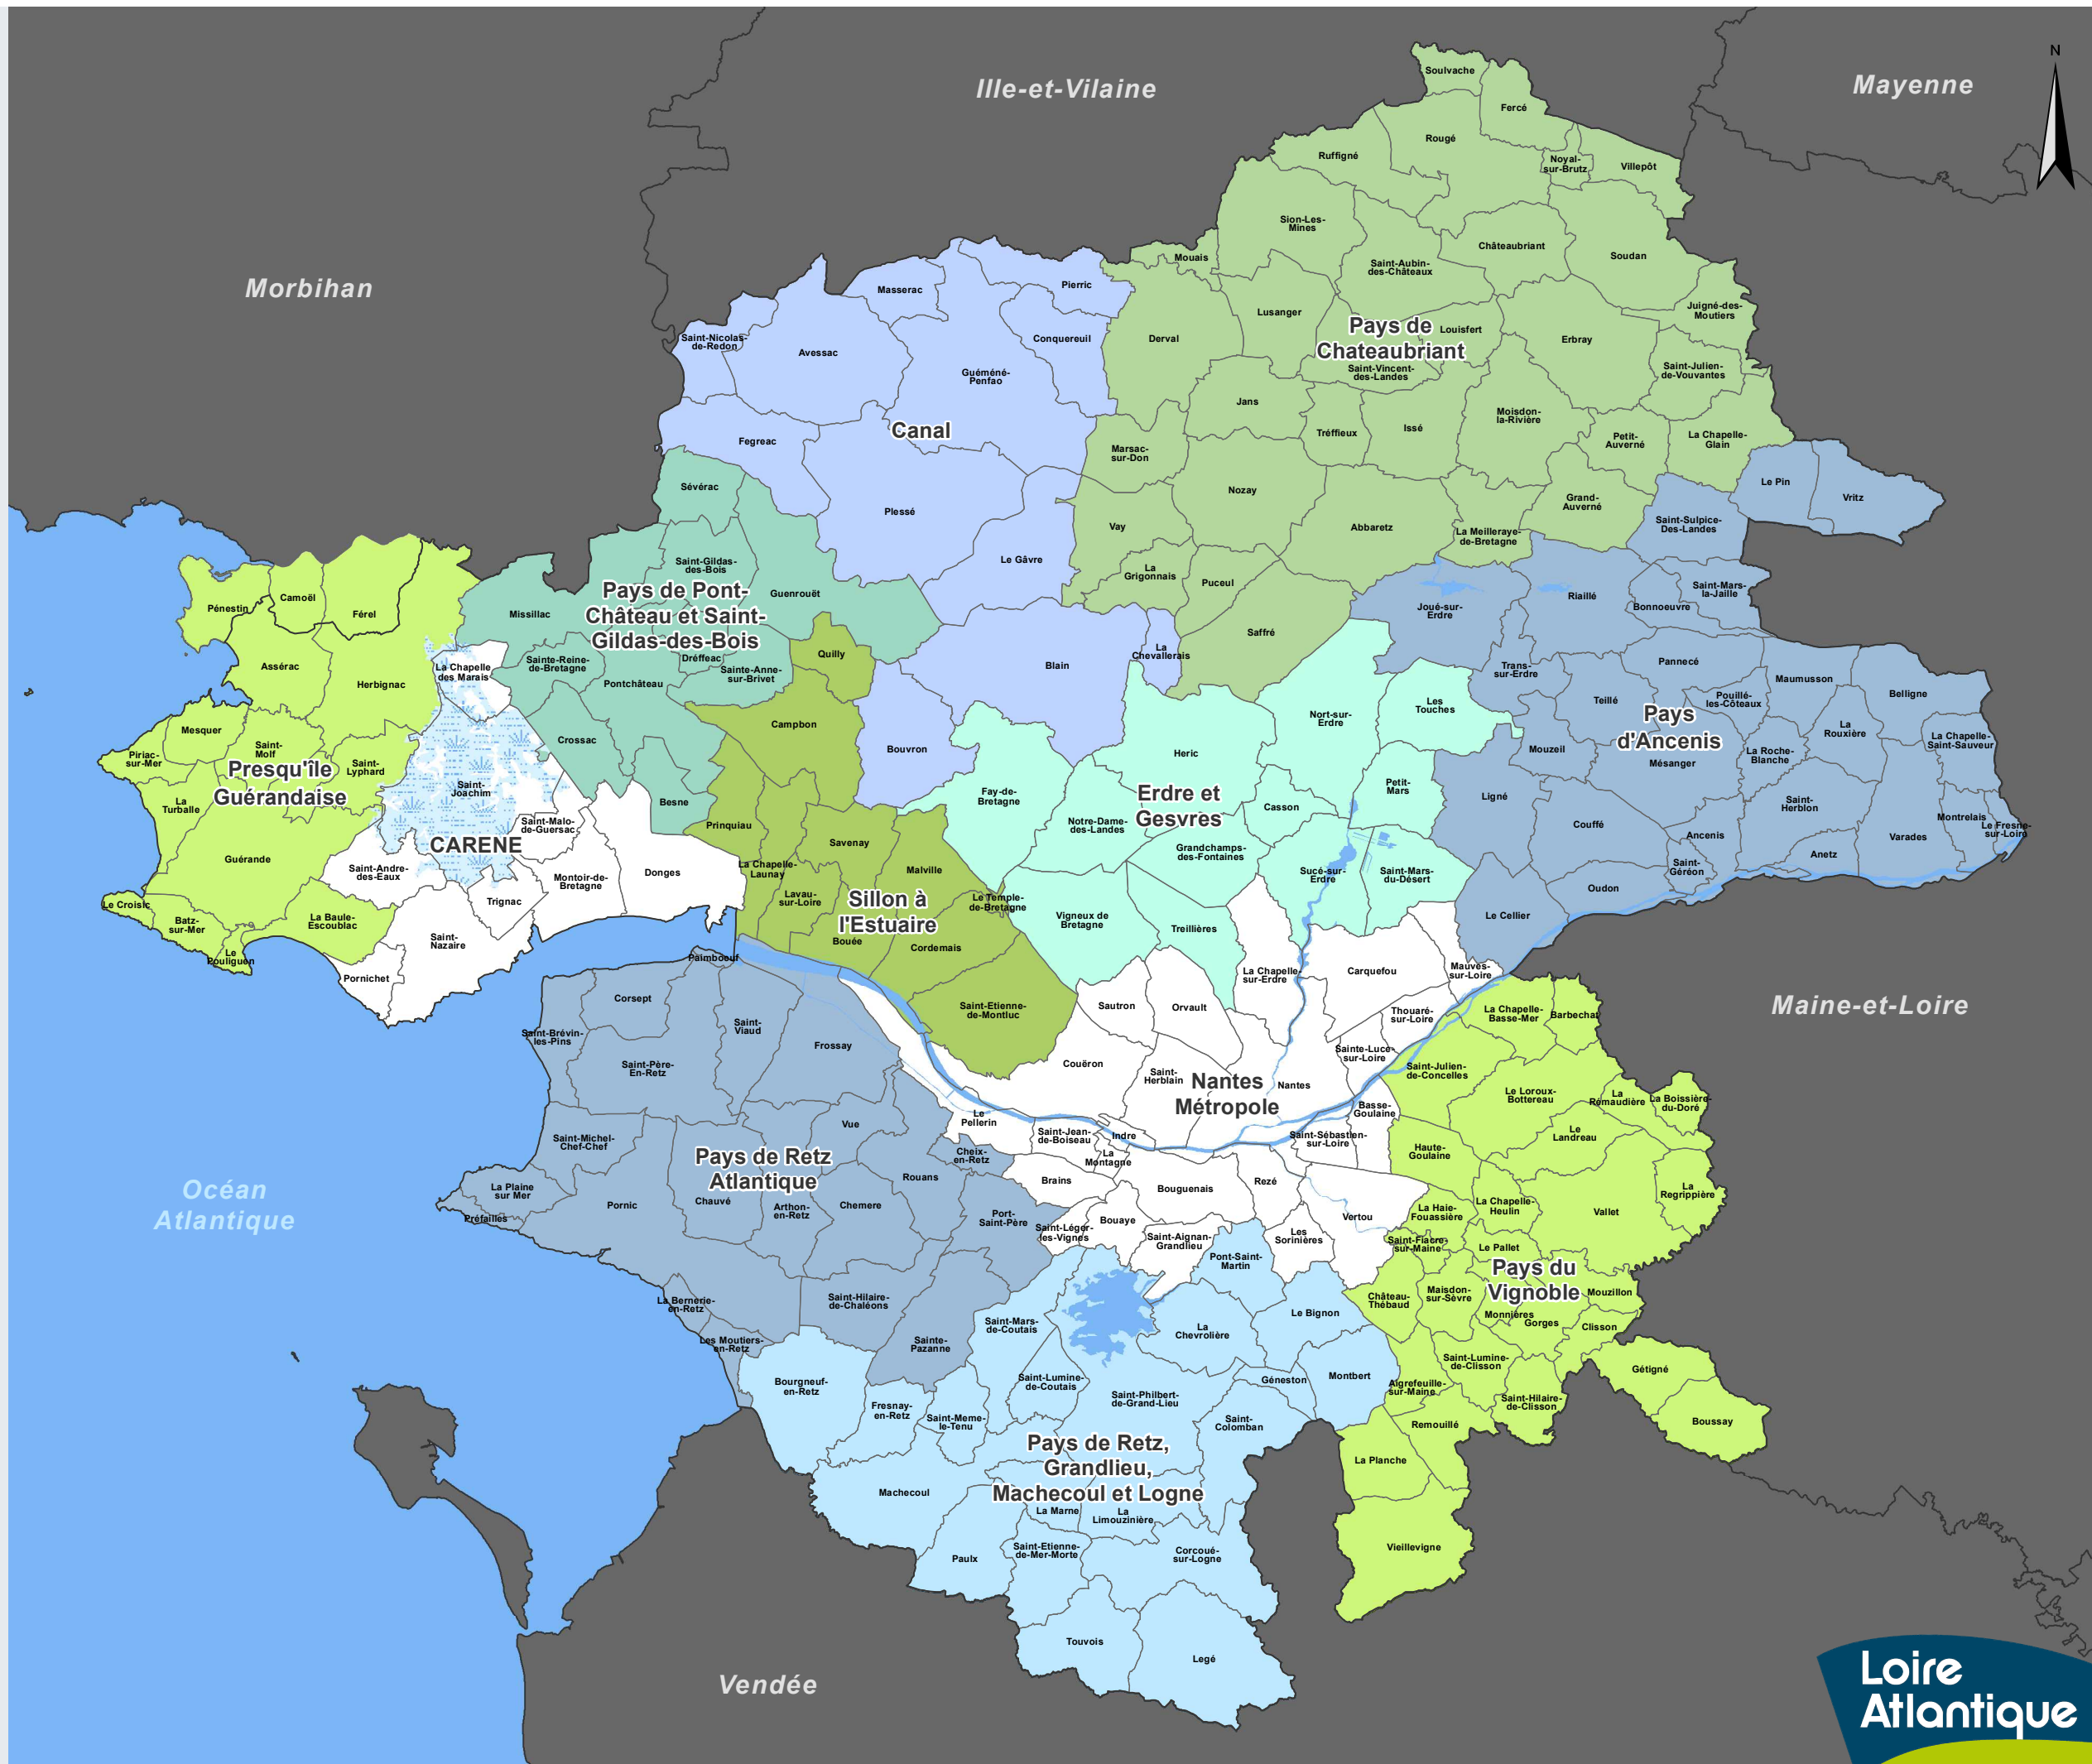 N
Ille-et-Vilaine
Mayenne
Morbihan
Maine-et-Loire
Vendée
Océan
Atlantique
Soulvache
Fercé
Rougé
Ruffigné
Noyal-
sur-Brutz
Villepôt
Sion-Les-
Mines
Châteaubriant
Soudan
Saint-Aubin-
des-Châteaux
Mouais
Lusanger
Derval
Louisfert
Pays de
Chateaubriant
Saint-Vincent-
des-Landes
Erbray
Juigné-des-
Moutiers
Saint-Julien-
de-Vouvantes
Jans
Tréffieux
Issé
Moisdon-
la-Rivière
Petit-
Auverné
La Chapelle-
Glain
Marsac-
sur-Don
Nozay
Vay
Abbaretz
La Meilleraye-
de-Bretagne
Grand-
Auverné
La
Grigonnais
Puceul
Saffré
Pierric
Masserac
Conquereuil
Saint-Nicolas-
de-Redon
Avessac
Guéméné-
Penfao
Canal
Fegreac
Plessé
Le Gâvre
Blain
La
Chevallerais
Bouvron
Sévérac
Saint-Gildas-
des-Bois
Guenrouët
Missillac
Pays de Pont-
Château et Saint-
Gildas-des-Bois
Dréffeac
Sainte-Reine-
de-Bretagne
Pontchâteau
Sainte-Anne-
sur-Brivet
Crossac
Besne
Pénestin
Camoël
Férel
Assérac
Herbignac
Mesquer
Piriac-
sur-Mer
Saint-
Molf
Saint-
Lyphard
Presqu'île
Guérandaise
La
Turballe
Guérande
Le Croisic
Batz-
sur-Mer
Le
Pouliguen
La Baule-
Escoublac
La Chapelle
des Marais
Saint-
Joachim
Saint-Malo-
de-Guersac
CARENE
Saint-Andre-
des-Eaux
Trignac
Montoir-de-
Bretagne
Donges
Saint-
Nazaire
Pornichet
Quilly
Campbon
Prinquiau
Savenay
La Chapelle-
Launay
Malville
Lavau-
sur-Loire
Le Temple-
de-Bretagne
Sillon à
l'Estuaire
Bouée
Cordemais
Saint-Etienne-
de-Montluc
Nort-sur-
Erdre
Les
Touches
Heric
Fay-de-
Bretagne
Petit-
Mars
Casson
Erdre et
Gesvres
Notre-Dame-
des-Landes
Grandchamps-
des-Fontaines
Sucé-sur-
Erdre
Saint-Mars-
du-Désert
Vigneux de
Bretagne
Treillières
Le Pin
Vritz
Saint-Sulpice-
Des-Landes
Joué-sur-
Erdre
Riaillé
Bonnoeuvre
Saint-Mars-
la-Jaille
Trans-
sur-Erdre
Pannecé
Maumusson
Belligne
Teillé
Pouillé-
les-Côteaux
La
Rouxière
La Chapelle-
Saint-Sauveur
Pays
d'Ancenis
Mouzeil
Mésanger
La Roche-
Blanche
Ligné
Couffé
Saint-
Herblon
Ancenis
Varades
Montrelais
Le Fresne-
sur-Loire
Anetz
Saint-
Géréon
Oudon
Le Cellier
La Chapelle-
sur-Erdre
Carquefou
Mauves-
sur-Loire
Sautron
Orvault
Thouaré-
sur-Loire
Sainte-Luce-
sur-Loire
Couëron
Saint-
Herblain
Nantes
Nantes
Métropole
Basse-
Goulaine
Le
Pellerin
Saint-Jean-
de-Boiseau
Indre
La
Montagne
Saint-Sébastien-
sur-Loire
Brains
Bouguenais
Rezé
Bouaye
Saint-Léger-
les-Vignes
Saint-Aignan-
Grandlieu
Les
Sorinières
Vertou
La Chapelle-
Basse-Mer
Barbechat
Saint-Julien-
de-Concelles
Le Loroux-
Bottereau
La
Rémaudière
La Boissière-
du-Doré
Le
Landreau
Haute-
Goulaine
La
Regrippière
La Chapelle-
Heulin
Vallet
La Haie-
Fouassière
Saint-Fiacre-
sur-Maine
Le Pallet
Pays du
Vignoble
Château-
Thébaud
Maisdon-
sur-Sèvre
Mouzillon
Monnières
Gorges
Clisson
Saint-Lumine-
de-Clisson
Gétigné
Aigrefeuille-
sur-Maine
Saint-Hilaire-
de-Clisson
Boussay
Remouillé
La Planche
Vieillevigne
Paimboeuf
Corsept
Saint-
Viaud
Saint-Brévin-
les-Pins
Frossay
Saint-Père-
En-Retz
Vue
Saint-Michel-
Chef-Chef
Cheix-
en-Retz
Pays de Retz
Atlantique
Rouans
La Plaine
sur Mer
Préfailles
Pornic
Chauvé
Arthon-
en-Retz
Chemere
Port-
Saint-Père
La Bernerie-
en-Retz
Saint-Hilaire-
de-Chaléons
Les Moutiers-
en-Retz
Sainte-
Pazanne
Pont-Saint-
Martin
Saint-Mars-
de-Coutais
La
Chevrolière
Le Bignon
Bourgneuf-
en-Retz
Saint-Lumine-
de-Coutais
Géneston
Montbert
Saint-Philbert-
de-Grand-Lieu
Fresnay-
en-Retz
Saint-Meme-
le-Tenu
Saint-
Colomban
Pays de Retz,
Grandlieu,
Machecoul et Logne
Machecoul
La Marne
La
Limouzinière
Paulx
Saint-Etienne-
de-Mer-Morte
Corcoué-
sur-Logne
Touvois
Legé
Loire
Atlantique